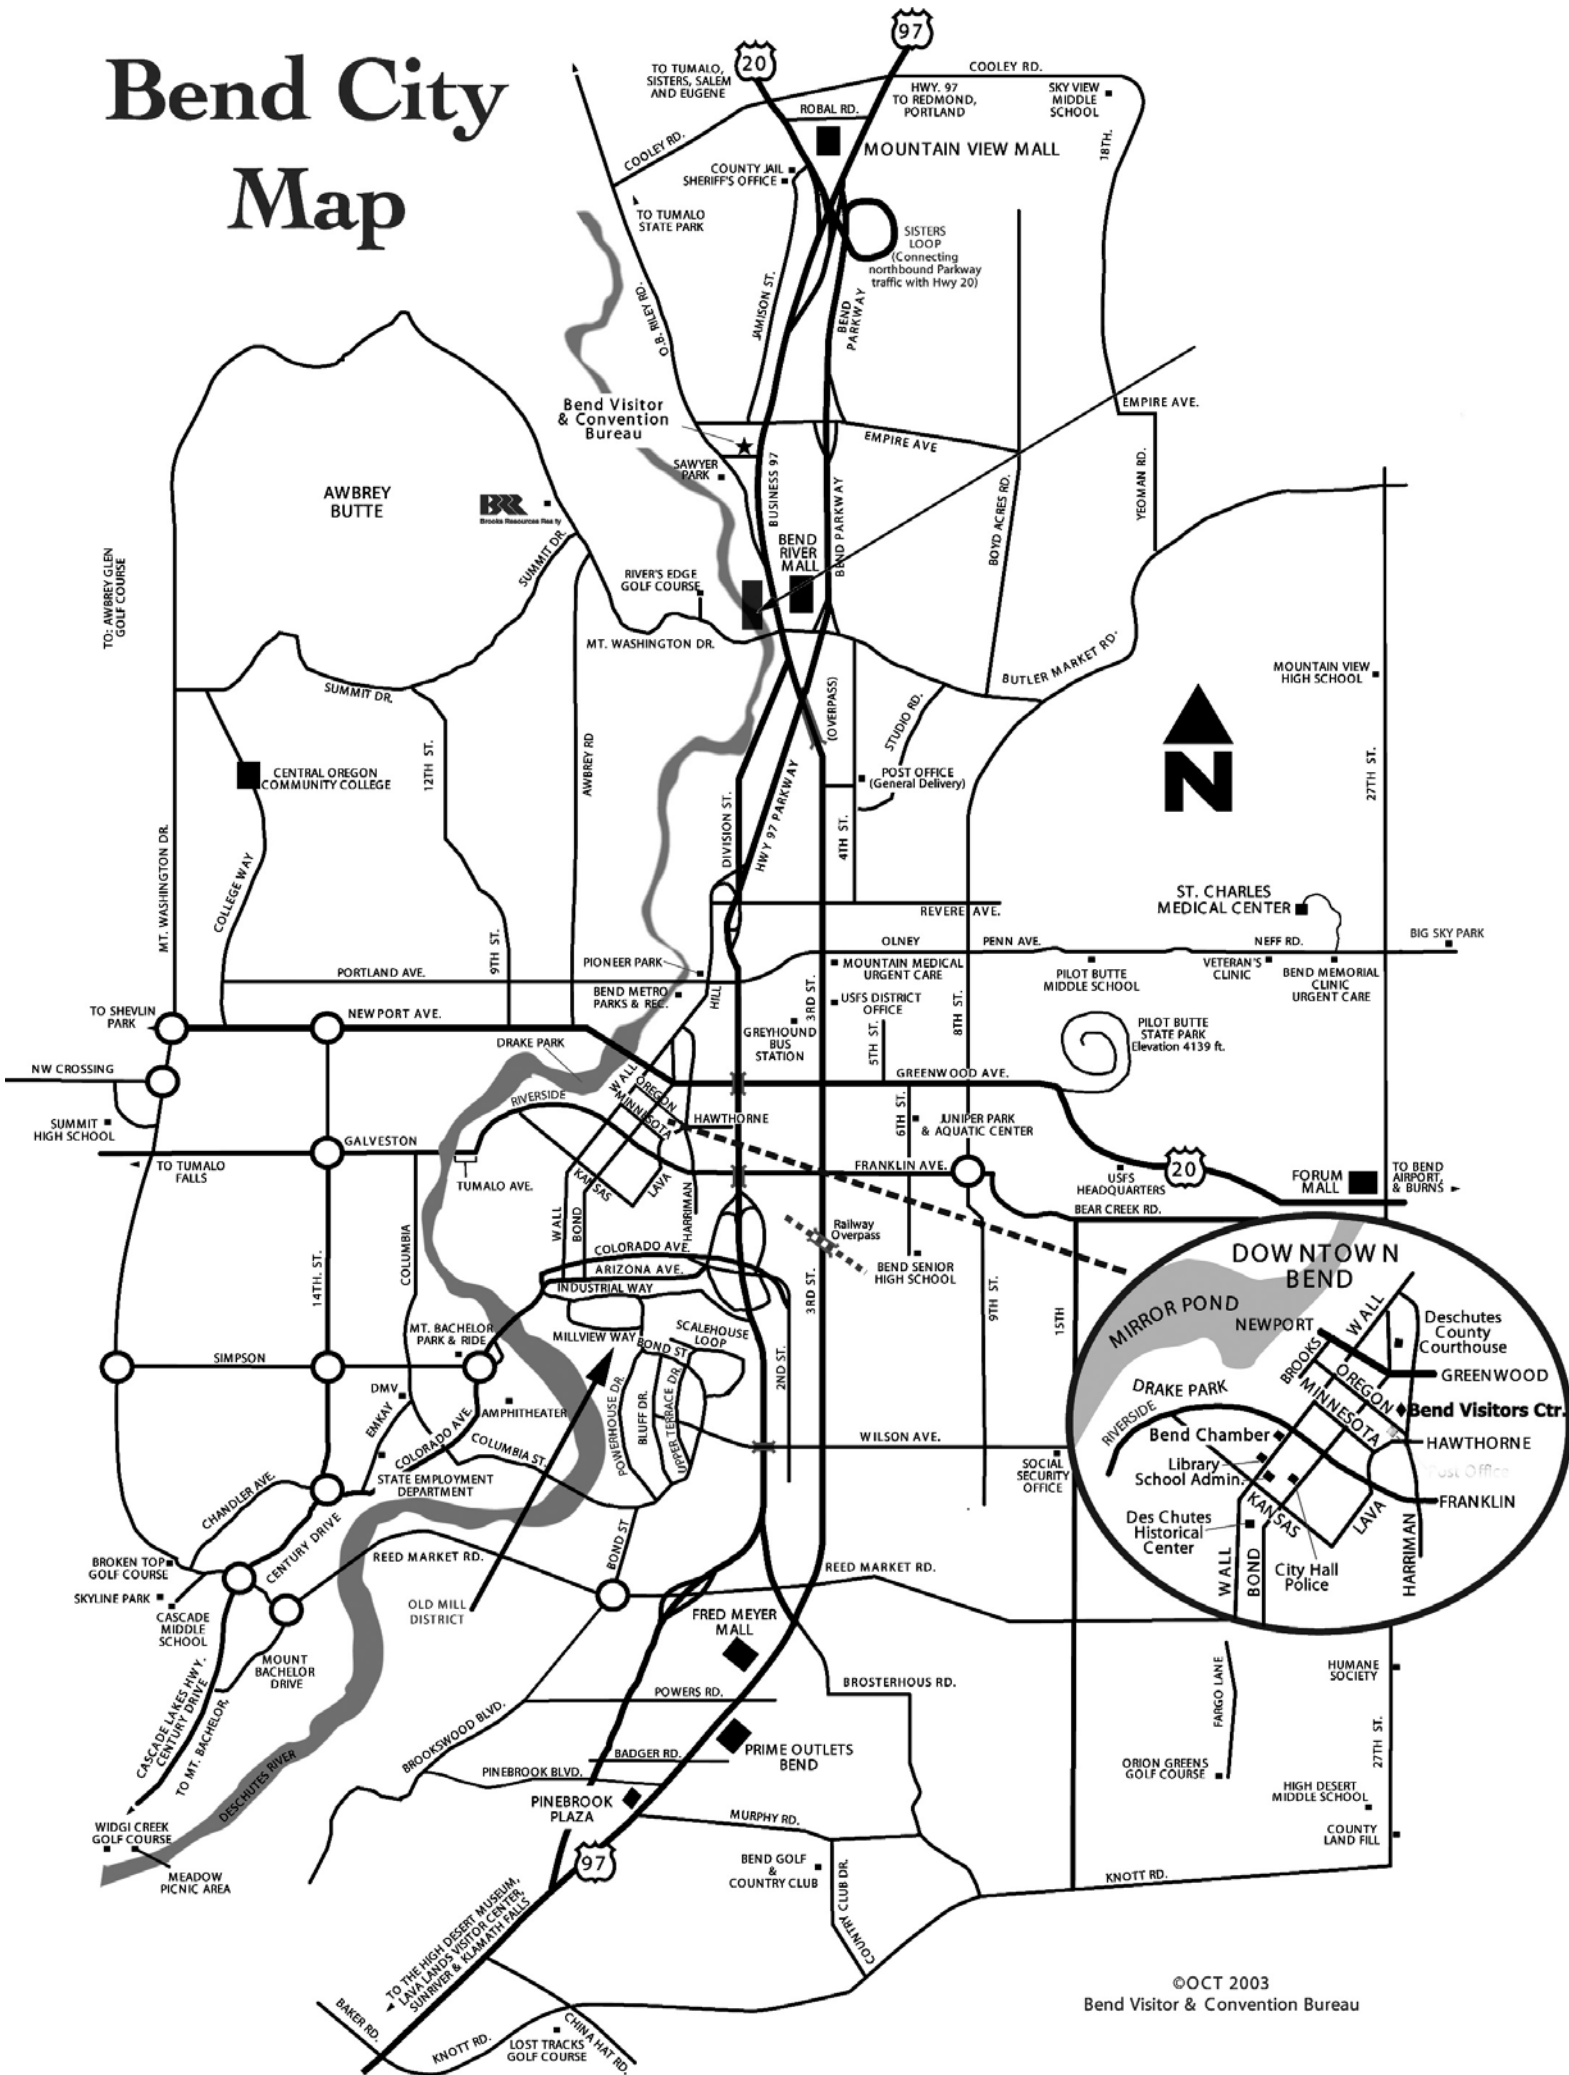 Bend City
Map
20
97
TO TUMALO,
SISTERS, SALEM
AND EUGENE
COOLEY RD.
HWY. 97
TO REDMOND,
PORTLAND
SKY VIEW
MIDDLE
SCHOOL
ROBAL RD.
18TH.
COOLEY RD.
MOUNTAIN VIEW MALL
COUNTY JAIL
SHERIFF'S OFFICE
TO TUMALO
STATE PARK
SISTERS
LOOP
(Connecting
northbound Parkway
traffic with Hwy 20)
O.B. RILEY RD.
JAMISON ST.
BEND
PARKWAY
Bend Visitor
& Convention
Bureau
EMPIRE AVE.
EMPIRE AVE
SAWYER
PARK
BUSINESS 97
BEND PARKWAY
BOYD ACRES RD.
YEOMAN RD.
AWBREY
BUTTE
BRR
Brooks Resources Realty
SUMMIT DR.
BEND
RIVER
MALL
TO: AWBREY GLEN
GOLF COURSE
RIVER'S EDGE
GOLF COURSE
MT. WASHINGTON DR.
BUTLER MARKET RD.
MOUNTAIN VIEW
HIGH SCHOOL
SUMMIT DR.
(OVERPASS)
STUDIO RD.
N
12TH ST.
AWBREY RD
CENTRAL OREGON
COMMUNITY COLLEGE
POST OFFICE
(General Delivery)
27TH ST.
DIVISION ST.
HWY 97 PARKWAY
4TH ST.
MT. WASHINGTON DR.
COLLEGE WAY
ST. CHARLES
MEDICAL CENTER
REVERE AVE.
9TH ST.
OLNEY
PENN AVE.
NEFF RD.
BIG SKY PARK
PORTLAND AVE.
PIONEER PARK
MOUNTAIN MEDICAL
URGENT CARE
PILOT BUTTE
MIDDLE SCHOOL
VETERAN'S
CLINIC
BEND MEMORIAL
CLINIC
URGENT CARE
BEND METRO
PARKS & REC.
HILL
3RD ST.
USFS DISTRICT
OFFICE
8TH ST.
TO SHEVLIN
PARK
NEWPORT AVE.
GREYHOUND
BUS
STATION
5TH ST.
PILOT BUTTE
STATE PARK
Elevation 4139 ft.
DRAKE PARK
NW CROSSING
GREENWOOD AVE.
WALL
OREGON
MINNESOTA
RIVERSIDE
HAWTHORNE
6TH ST.
JUNIPER PARK
& AQUATIC CENTER
SUMMIT
HIGH SCHOOL
GALVESTON
TO TUMALO
FALLS
TUMALO AVE.
KANSAS
LAVA
HARRIMAN
FRANKLIN AVE.
USFS
HEADQUARTERS
20
FORUM
MALL
TO BEND
AIRPORT,
& BURNS
BEAR CREEK RD.
WALL
BOND
Railway
Overpass
COLUMBIA
14TH. ST.
COLORADO AVE.
ARIZONA AVE.
INDUSTRIAL WAY
BEND SENIOR
HIGH SCHOOL
3RD ST.
9TH ST.
15TH
DOWNTOWN
BEND
MIRROR POND
NEWPORT
WALL
Deschutes
County
Courthouse
BROOKS
GREENWOOD
DRAKE PARK
OREGON
MINNESOTA
Bend Visitors Ctr.
RIVERSIDE
Bend Chamber
HAWTHORNE
Library
School Admin.
Post Office
FRANKLIN
KANSAS
LAVA
Des Chutes
Historical
Center
HARRIMAN
WALL
BOND
City Hall
Police
MT. BACHELOR
PARK & RIDE
MILLVIEW WAY
BOND ST
SCALEHOUSE
LOOP
SIMPSON
2ND ST.
DMV
EMKAY
AMPHITHEATER
POWERHOUSE DR.
BLUFF DR.
UPPER TERRACE DR.
COLORADO AVE.
COLUMBIA ST.
WILSON AVE.
SOCIAL
SECURITY
OFFICE
STATE EMPLOYMENT
DEPARTMENT
CHANDLER AVE.
CENTURY DRIVE
REED MARKET RD.
BOND ST
REED MARKET RD.
BROKEN TOP
GOLF COURSE
SKYLINE PARK
CASCADE
MIDDLE
SCHOOL
OLD MILL
DISTRICT
FRED MEYER
MALL
MOUNT
BACHELOR
DRIVE
CASCADE LAKES HWY.
CENTURY DRIVE
TO MT. BACHELOR,
POWERS RD.
BROSTERHOUS RD.
FARGO LANE
HUMANE
SOCIETY
BROOKSWOOD BLVD.
BADGER RD.
PRIME OUTLETS
BEND
27TH ST.
PINEBROOK BLVD.
ORION GREENS
GOLF COURSE
HIGH DESERT
MIDDLE SCHOOL
DESCHUTES RIVER
PINEBROOK
PLAZA
MURPHY RD.
COUNTY
LAND FILL
WIDGI CREEK
GOLF COURSE
MEADOW
PICNIC AREA
97
BEND GOLF
&
COUNTRY CLUB
COUNTRY CLUB DR.
KNOTT RD.
TO THE HIGH DESERT MUSEUM,
LAVA LANDS VISITOR CENTER,
SUNRIVER & KLAMATH FALLS
BAKER RD.
KNOTT RD.
LOST TRACKS
GOLF COURSE
CHINA HAT RD.
©OCT 2003
Bend Visitor & Convention Bureau